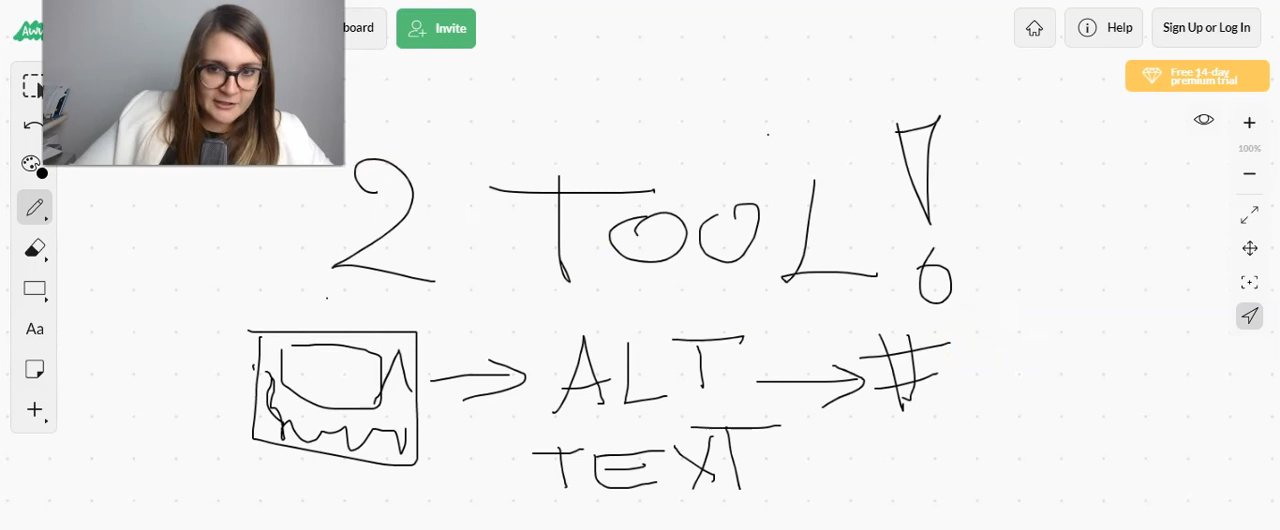 AWW
board
Invite
Help
Sign Up or Log In
Free 14-day
premium trial
100%
Aa
2 TOOL!
ALT
#
TEXT